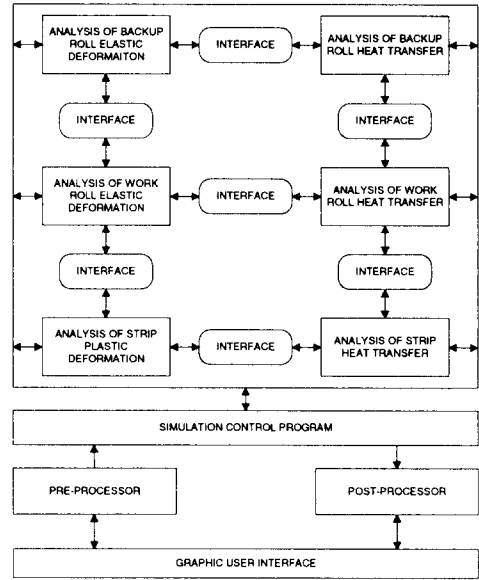 ANALYSIS OF BACKUP
ROLL ELASTIC
DEFORMAITON
INTERFACE
ANALYSIS OF BACKUP
ROLL HEAT TRANSFER
INTERFACE
INTERFACE
ANALYSIS OF WORK
ROLL ELASTIC
DEFORMATION
INTERFACE
ANALYSIS OF WORK
ROLL HEAT TRANSFER
INTERFACE
INTERFACE
ANALYSIS OF STRIP
PLASTIC
DEFORMATION
INTERFACE
ANALYSIS OF STRIP
HEAT TRANSFER
SIMULATION CONTROL PROGRAM
PRE-PROCESSOR
POST-PROCESSOR
GRAPHIC USER INTERFACE